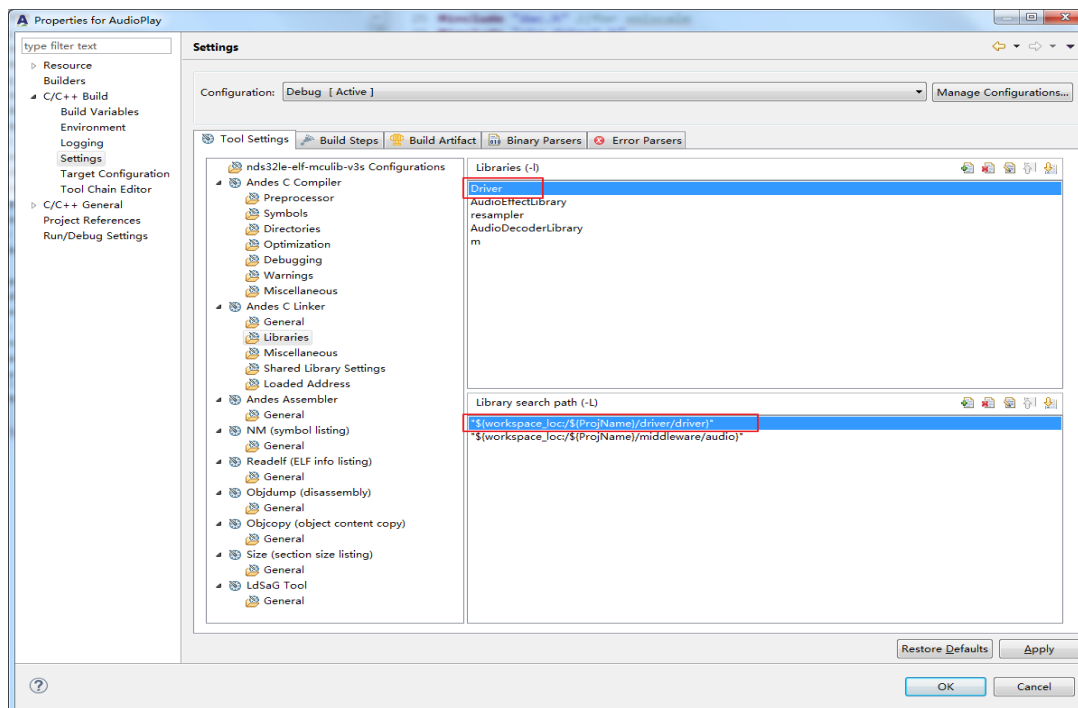 Properties for AudioPlay
type filter text
Resource
Builders
C/C++ Build
Build Variables
Environment
Logging
Settings
Target Configuration
Tool Chain Editor
C/C++ General
Project References
Run/Debug Settings
Settings
Configuration: Debug [ Active ]
Manage Configurations...
Tool Settings Build Steps Build Artifact Binary Parsers Error Parsers
nds32le-elf-mculib-v3s Configurations
Andes C Compiler
Preprocessor
Symbols
Directories
Optimization
Debugging
Warnings
Miscellaneous
Andes C Linker
General
Libraries
Miscellaneous
Shared Library Settings
Loaded Address
Andes Assembler
General
NM (symbol listing)
General
Readelf (ELF info listing)
General
Objdump (disassembly)
General
Objcopy (object content copy)
General
Size (section size listing)
General
LdSaG Tool
General
Libraries (-l)
Driver
AudioEffectLibrary
resampler
AudioDecoderLibrary
m
Library search path (-L)
"${workspace_loc:/${ProjName}/driver/driver}"
"${workspace_loc:/${ProjName}/middleware/audio}"
Restore Defaults Apply
OK Cancel